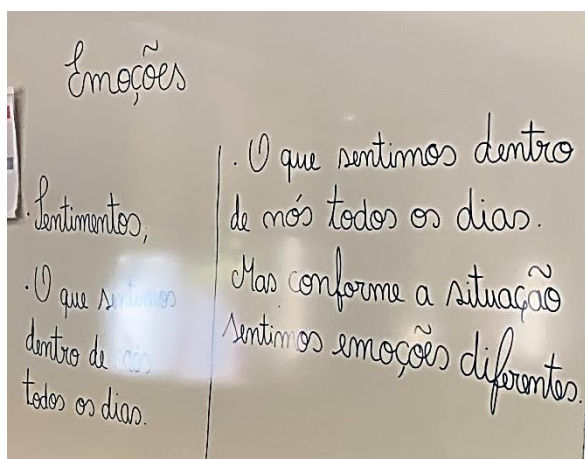 Emoções
. Sentimentos,
. O que sentimos
dentro de nós
todos os dias.
. O que sentimos dentro
de nós todos os dias.
Mas conforme a situação
sentimos emoções diferentes.